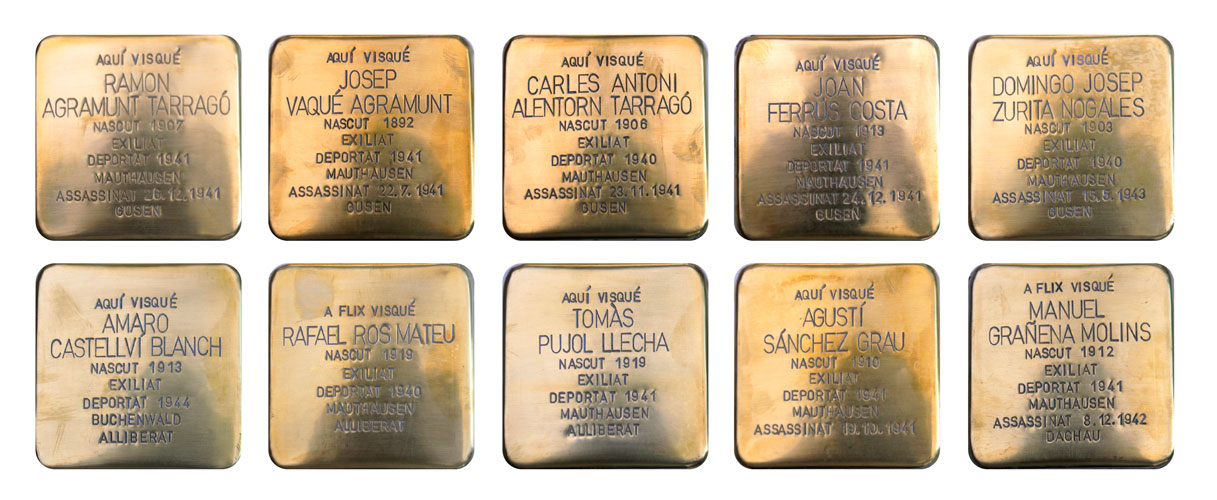 AQUÍ VISQUÉ
RAMON
AGRAMUNT TARRAGÓ
NASCUT 1907
EXILIAT
DEPORTAT 1941
MAUTHAUSEN
ASSASSINAT 26.12.1941
GUSEN
AQUÍ VISQUÉ
JOSEP
VAQUÉ AGRAMUNT
NASCUT 1892
EXILIAT
DEPORTAT 1941
MAUTHAUSEN
ASSASSINAT 22.7.1941
GUSEN
AQUÍ VISQUÉ
CARLES ANTONI
ALENTORN TARRAGÓ
NASCUT 1906
EXILIAT
DEPORTAT 1940
MAUTHAUSEN
ASSASSINAT 23.11.1941
GUSEN
AQUÍ VISQUÉ
JOAN
FERRÚS COSTA
NASCUT 1913
EXILIAT
DEPORTAT 1941
MAUTHAUSEN
ASSASSINAT 24.12.1941
GUSEN
AQUÍ VISQUÉ
DOMINGO JOSEP
ZURITA NOGALES
NASCUT 1903
EXILIAT
DEPORTAT 1940
MAUTHAUSEN
ASSASSINAT 15.5.1943
GUSEN
AQUÍ VISQUÉ
AMARO
CASTELLVÍ BLANCH
NASCUT 1913
EXILIAT
DEPORTAT 1944
BUCHENWALD
ALLIBERAT
A FLIX VISQUÉ
RAFAEL ROS MATEU
NASCUT 1919
EXILIAT
DEPORTAT 1940
MAUTHAUSEN
ALLIBERAT
AQUÍ VISQUÉ
TOMÀS
PUJOL LLECHA
NASCUT 1919
EXILIAT
DEPORTAT 1941
MAUTHAUSEN
ALLIBERAT
AQUÍ VISQUÉ
AGUSTÍ
SÁNCHEZ GRAU
NASCUT 1910
EXILIAT
DEPORTAT 1941
MAUTHAUSEN
ASSASSINAT 19.10.1941
A FLIX VISQUÉ
MANUEL
GRAÑENA MOLINS
NASCUT 1912
EXILIAT
DEPORTAT 1941
MAUTHAUSEN
ASSASSINAT 8.12.1942
DACHAU